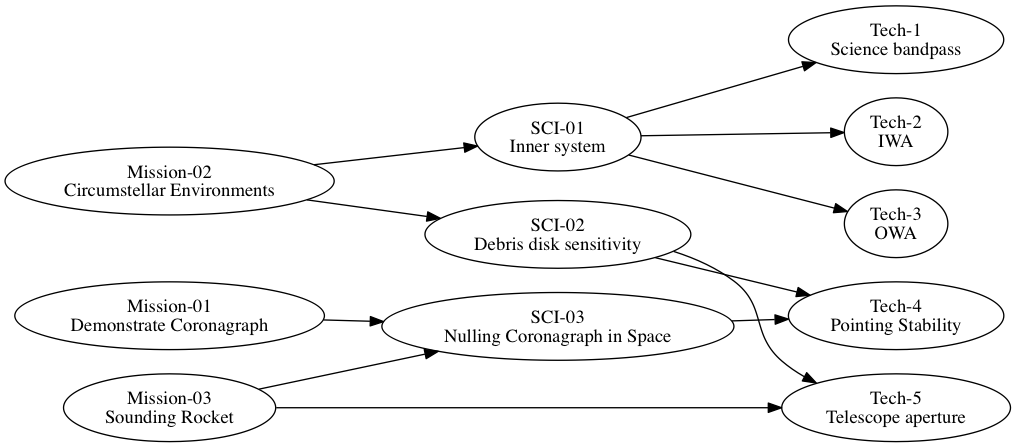 Tech-1
Science bandpass
SCI-01
Inner system
Tech-2
IWA
Mission-02
Circumstellar Environments
Tech-3
OWA
SCI-02
Debris disk sensitivity
Mission-01
Demonstrate Coronagraph
SCI-03
Nulling Coronagraph in Space
Tech-4
Pointing Stability
Mission-03
Sounding Rocket
Tech-5
Telescope aperture